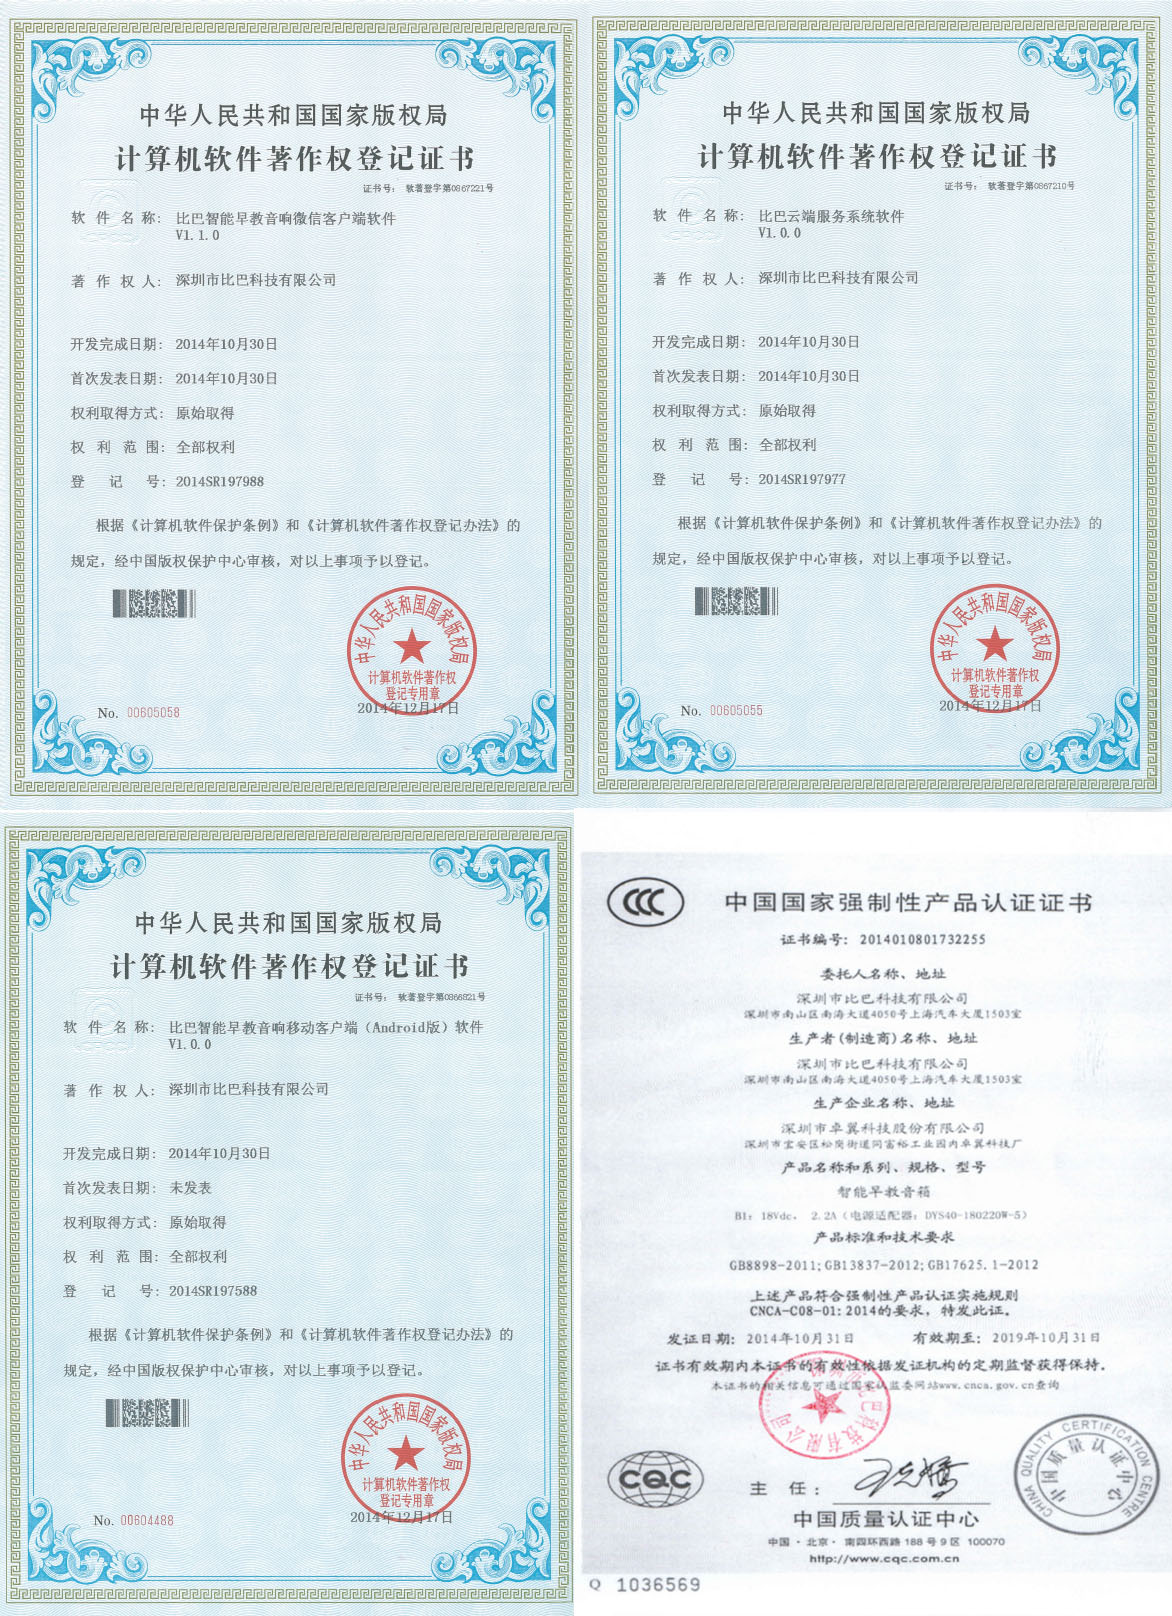 中华人民共和国国家版权局
计算机软件著作权登记证书
证书号： 软著登字第0867221号
软件名称： 比巴智能早教音响微信客户端软件
V1.1.0
著作权人： 深圳市比巴科技有限公司
开发完成日期： 2014年10月30日
首次发表日期： 2014年10月30日
权利取得方式： 原始取得
权利范围： 全部权利
登记号： 2014SR197988
根据《计算机软件保护条例》和《计算机软件著作权登记办法》的
规定，经中国版权保护中心审核，对以上事项予以登记。
中华人民共和国国家版权局
计算机软件著作权
登记专用章
2014年12月17日
No. 00605058
中华人民共和国国家版权局
计算机软件著作权登记证书
证书号： 软著登字第0867210号
软件名称： 比巴云端服务系统软件
V1.0.0
著作权人： 深圳市比巴科技有限公司
开发完成日期： 2014年10月30日
首次发表日期： 2014年10月30日
权利取得方式： 原始取得
权利范围： 全部权利
登记号： 2014SR197977
根据《计算机软件保护条例》和《计算机软件著作权登记办法》的
规定，经中国版权保护中心审核，对以上事项予以登记。
中华人民共和国国家版权局
计算机软件著作权
登记专用章
2014年12月17日
No. 00605055
中华人民共和国国家版权局
计算机软件著作权登记证书
证书号： 软著登字第0866821号
软件名称： 比巴智能早教音响移动客户端（Android版）软件
V1.0.0
著作权人： 深圳市比巴科技有限公司
开发完成日期： 2014年10月30日
首次发表日期： 未发表
权利取得方式： 原始取得
权利范围： 全部权利
登记号： 2014SR197588
根据《计算机软件保护条例》和《计算机软件著作权登记办法》的
规定，经中国版权保护中心审核，对以上事项予以登记。
中华人民共和国国家版权局
计算机软件著作权
登记专用章
2014年12月17日
No. 00604488
CCC
中国国家强制性产品认证证书
证书编号：2014010801732255
委托人名称、地址
深圳市比巴科技有限公司
深圳市南山区南海大道4050号上海汽车大厦1503室
生产者(制造商)名称、地址
深圳市比巴科技有限公司
深圳市南山区南海大道4050号上海汽车大厦1503室
生产企业名称、地址
深圳市卓翼科技股份有限公司
深圳市宝安区松岗街道同富裕工业园内卓翼科技厂
产品名称和系列、规格、型号
智能早教音箱
B1：18Vdc， 2.2A（电源适配器：DYS40-180220W-5）
产品标准和技术要求
GB8898-2011;GB13837-2012;GB17625.1-2012
上述产品符合强制性产品认证实施规则
CNCA-C08-01:2014的要求，特发此证。
发证日期：2014年10月31日 有效期至：2019年10月31日
证书有效期内本证书的有效性依据发证机构的定期监督获得保持。
本证书的相关信息可通过国家认监委网站www.cnca.gov.cn查询
CQC
主任：
中国质量认证中心
CHINA QUALITY CERTIFICATION CENTRE
中国质量认证中心
中国·北京·南四环西路188号9区 100070
http://www.cqc.com.cn
Q 1036569